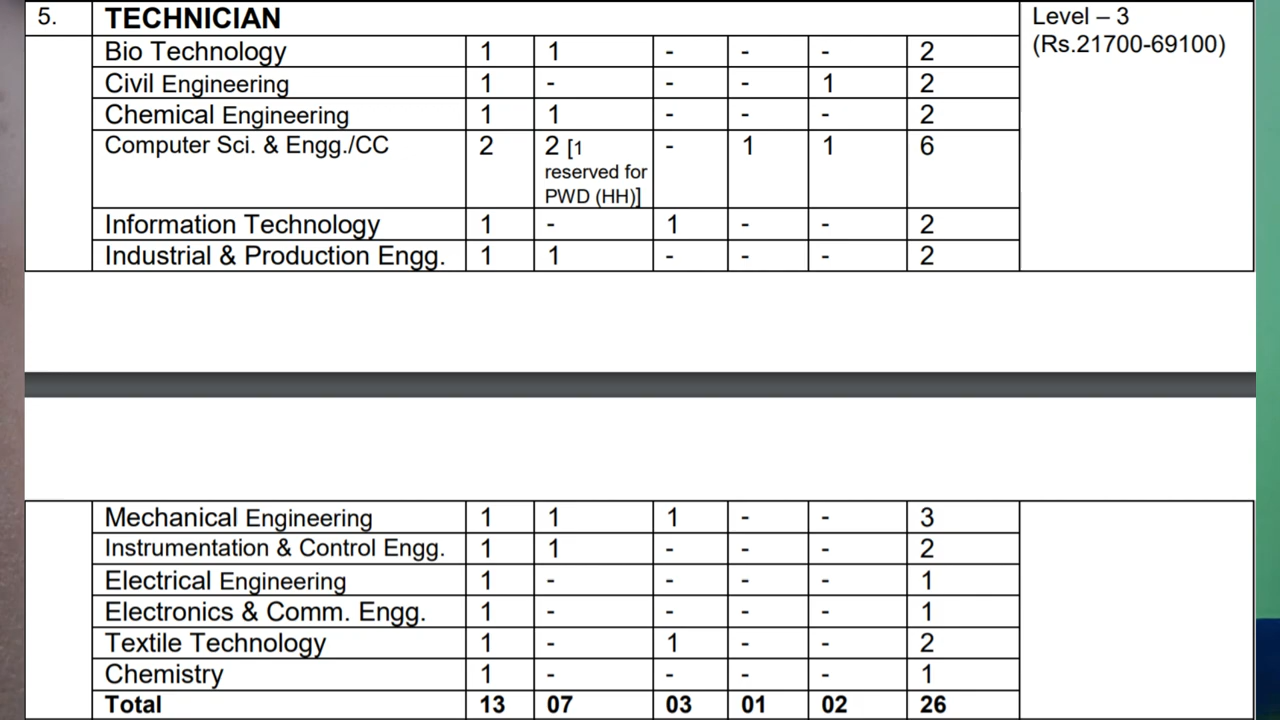 5. TECHNICIAN Level – 3
(Rs.21700-69100)
Bio Technology 1 1 - - - 2
Civil Engineering 1 - - - 1 2
Chemical Engineering 1 1 - - - 2
Computer Sci. & Engg./CC 2 2 [1 - 1 1 6
reserved for
PWD (HH)]
Information Technology 1 - 1 - - 2
Industrial & Production Engg. 1 1 - - - 2
Mechanical Engineering 1 1 1 - - 3
Instrumentation & Control Engg. 1 1 - - - 2
Electrical Engineering 1 - - - - 1
Electronics & Comm. Engg. 1 - - - - 1
Textile Technology 1 - 1 - - 2
Chemistry 1 - - - - 1
Total 13 07 03 01 02 26